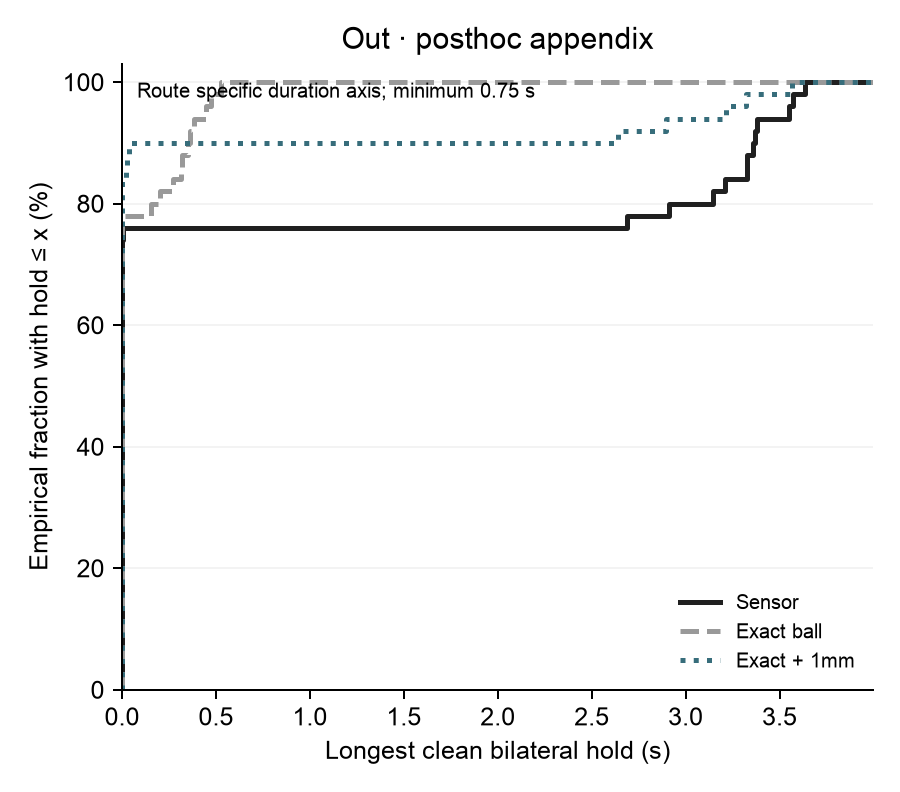 Out · posthoc appendix
Route specific duration axis; minimum 0.75 s
Empirical fraction with hold ≤ x (%)
100
80
60
40
20
0
0.0 0.5 1.0 1.5 2.0 2.5 3.0 3.5
Longest clean bilateral hold (s)
Sensor
Exact ball
Exact + 1mm